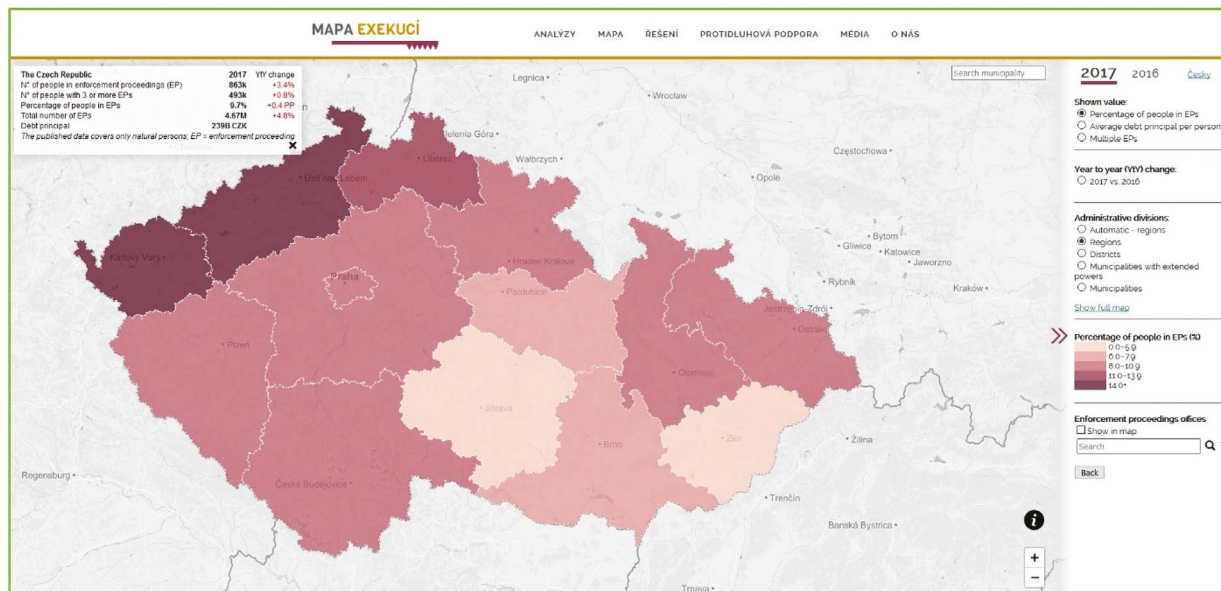 MAPA EXEKUCÍ
ANALÝZY MAPA ŘEŠENÍ PROTIDLUHOVÁ PODPORA MÉDIA O NÁS
The Czech Republic 2017 YtY change
N° of people in enforcement proceedings (EP) 863k +3.4%
N° of people with 3 or more EPs 493k +0.8%
Percentage of people in EPs 9.7% +0.4 PP
Total number of EPs 4.67M +4.8%
Debt principal 239B CZK
The published data covers only natural persons; EP = enforcement proceeding
Legnica
Wrocław
Jelenia Góra
Wałbrzych
Częstochowa
Opole
Liberec
Ústí nad Labem
Karlovy Vary
Hradec Králové
Praha
Pardubice
Plzeň
Bytom
Gliwice
Katowice
Jaworzno
Rybnik
Kraków
Jastrzębie-Zdrój
Ostrava
Olomouc
Jihlava
Brno
Zlín
Žilina
České Budějovice
Regensburg
Trenčín
Banská Bystrica
Trnava
Search municipality
2017 2016 Česky
Shown value:
Percentage of people in EPs
Average debt principal per person
Multiple EPs
Year to year (YtY) change:
2017 vs. 2016
Administrative divisions:
Automatic - regions
Regions
Districts
Municipalities with extended
powers
Municipalities
Show full map
Percentage of people in EPs (%)
0.0–5.9
6.0–7.9
8.0–10.9
11.0–13.9
14.0+
Enforcement proceedings offices
Show in map
Search
Back
i
+
−